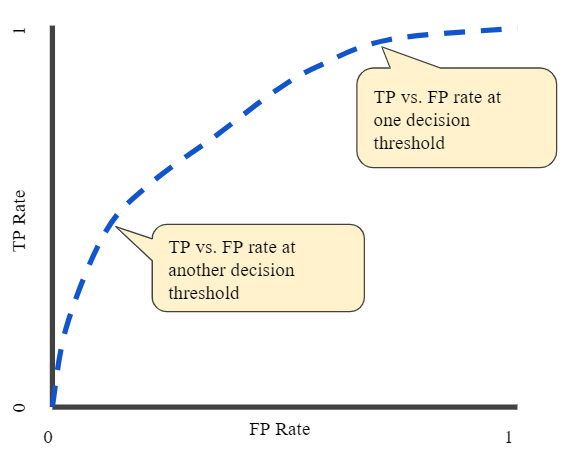 1
TP vs. FP rate at
one decision
threshold
TP Rate
TP vs. FP rate at
another decision
threshold
0
0
FP Rate
1